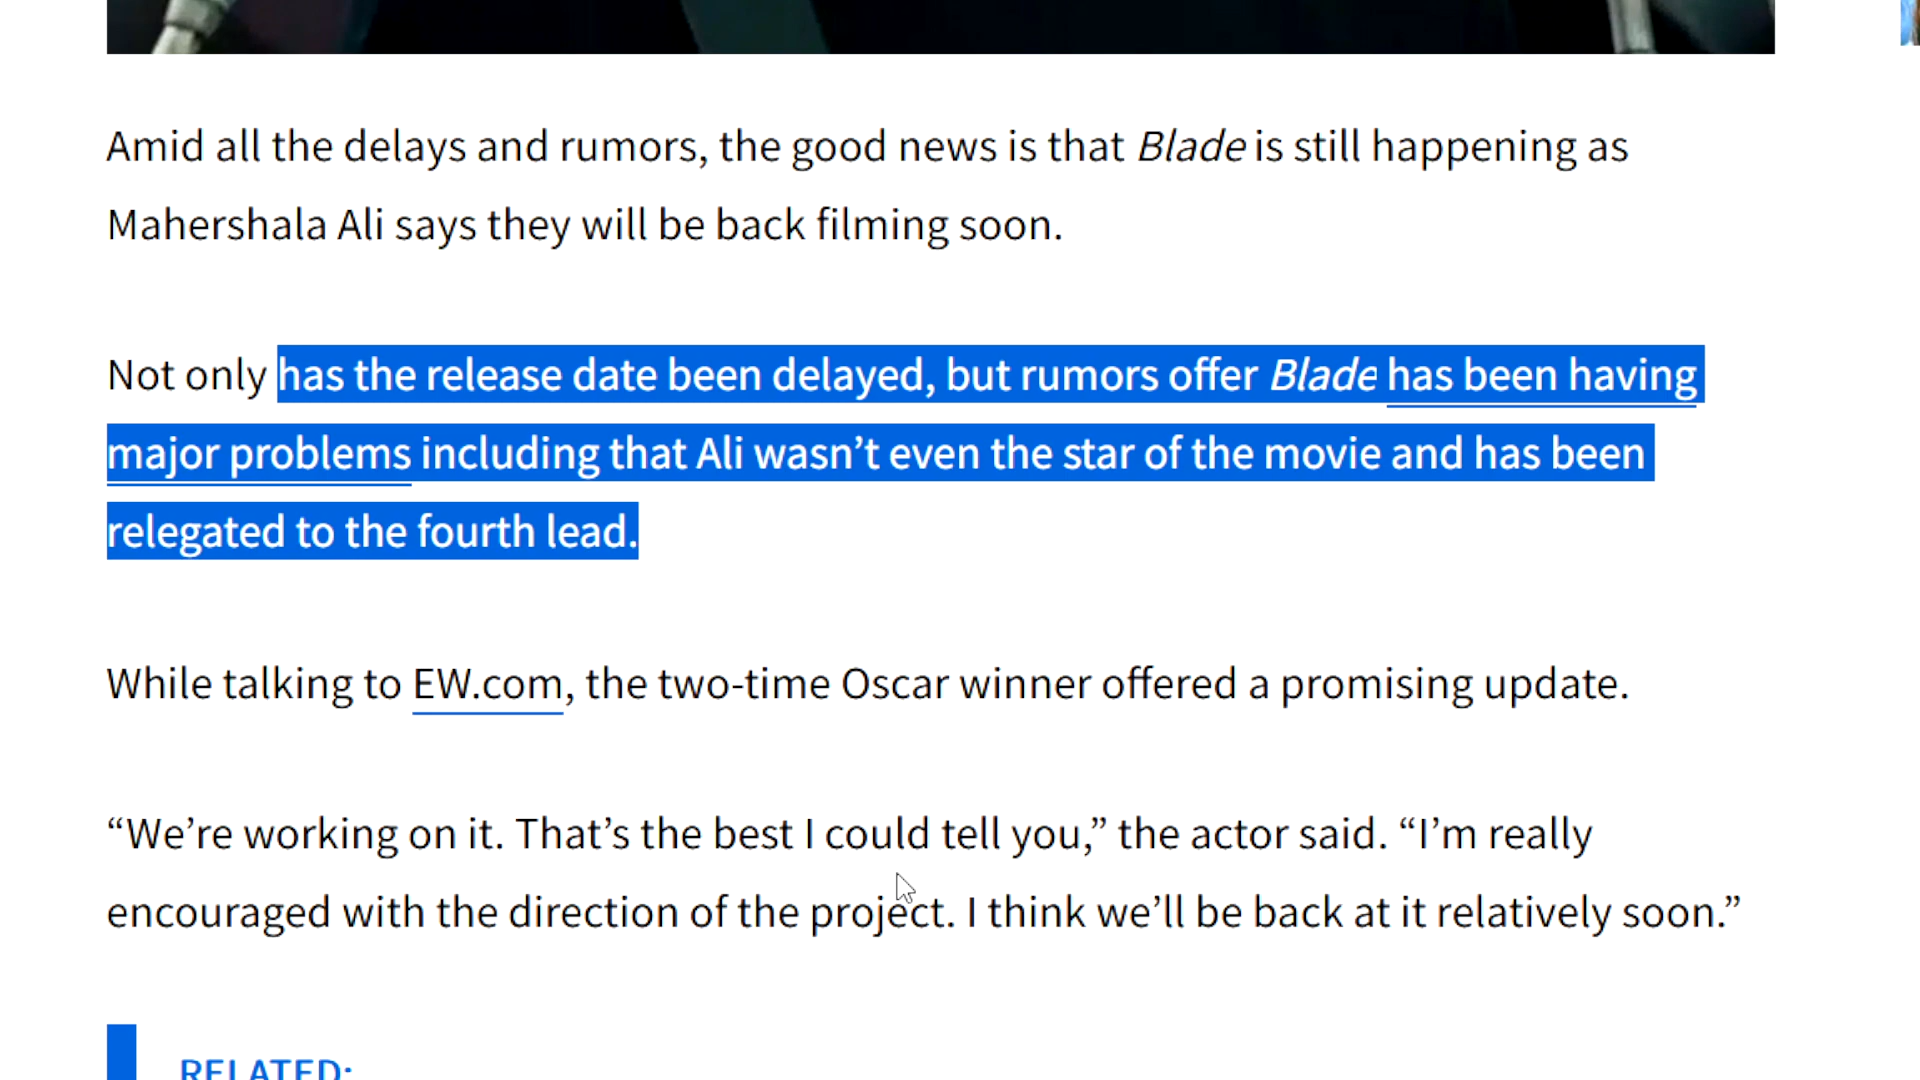 Amid all the delays and rumors, the good news is that Blade is still happening as
Mahershala Ali says they will be back filming soon.
Not only has the release date been delayed, but rumors offer Blade has been having
major problems including that Ali wasn’t even the star of the movie and has been
relegated to the fourth lead.
While talking to EW.com, the two-time Oscar winner offered a promising update.
“We’re working on it. That’s the best I could tell you,” the actor said. “I’m really
encouraged with the direction of the project. I think we’ll be back at it relatively soon.”
RELATED: